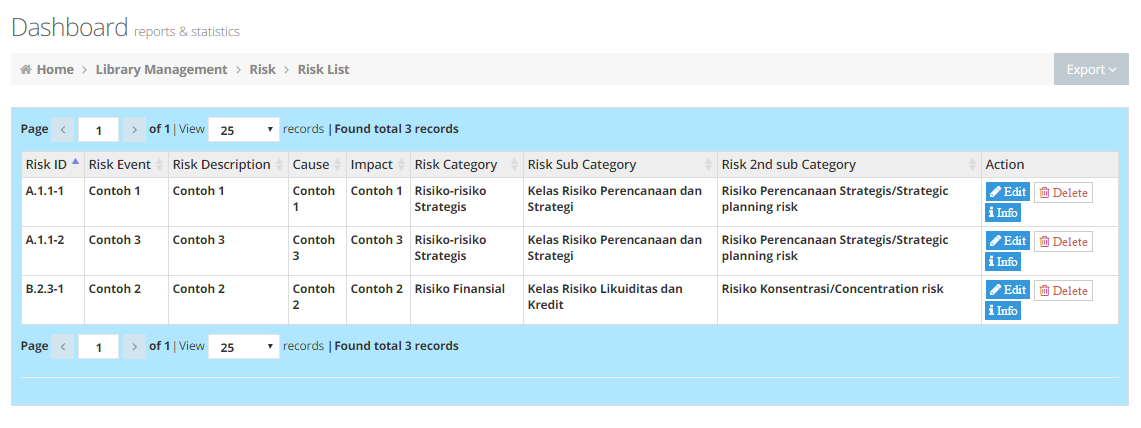 Dashboard reports & statistics
Home > Library Management > Risk > Risk List Export
Page < 1 > of 1 | View 25 records | Found total 3 records
Risk ID Risk Event Risk Description Cause Impact Risk Category Risk Sub Category Risk 2nd sub Category Action
A.1.1-1 Contoh 1 Contoh 1 Contoh Contoh 1 Risiko-risiko Kelas Risiko Perencanaan dan Risiko Perencanaan Strategis/Strategic Edit Delete
1 Strategis Strategi planning risk Info
A.1.1-2 Contoh 3 Contoh 3 Contoh Contoh 3 Risiko-risiko Kelas Risiko Perencanaan dan Risiko Perencanaan Strategis/Strategic Edit Delete
3 Strategis Strategi planning risk Info
B.2.3-1 Contoh 2 Contoh 2 Contoh Contoh 2 Risiko Finansial Kelas Risiko Likuiditas dan Risiko Konsentrasi/Concentration risk Edit Delete
2 Kredit Info
Page < 1 > of 1 | View 25 records | Found total 3 records